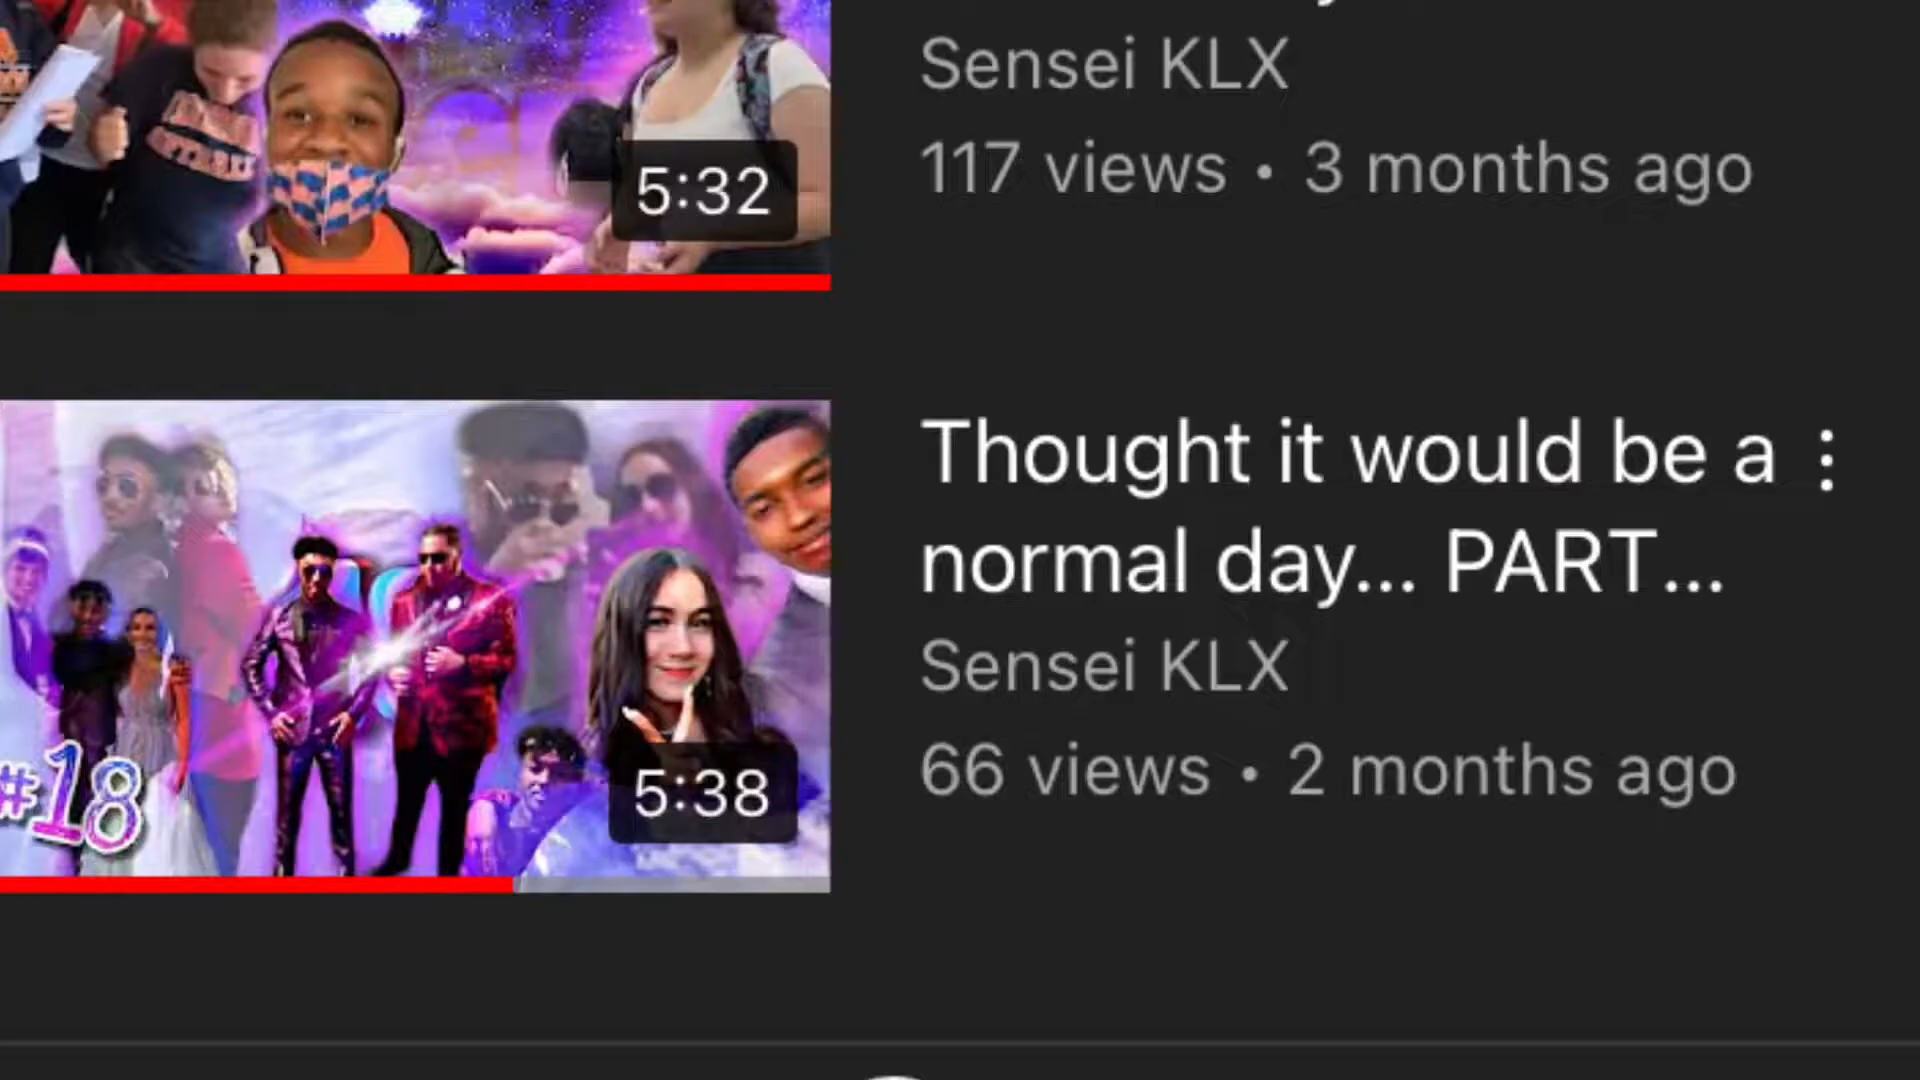 Sensei KLX
117 views • 3 months ago
5:32
Thought it would be a
normal day... PART...
Sensei KLX
66 views • 2 months ago
#18
5:38